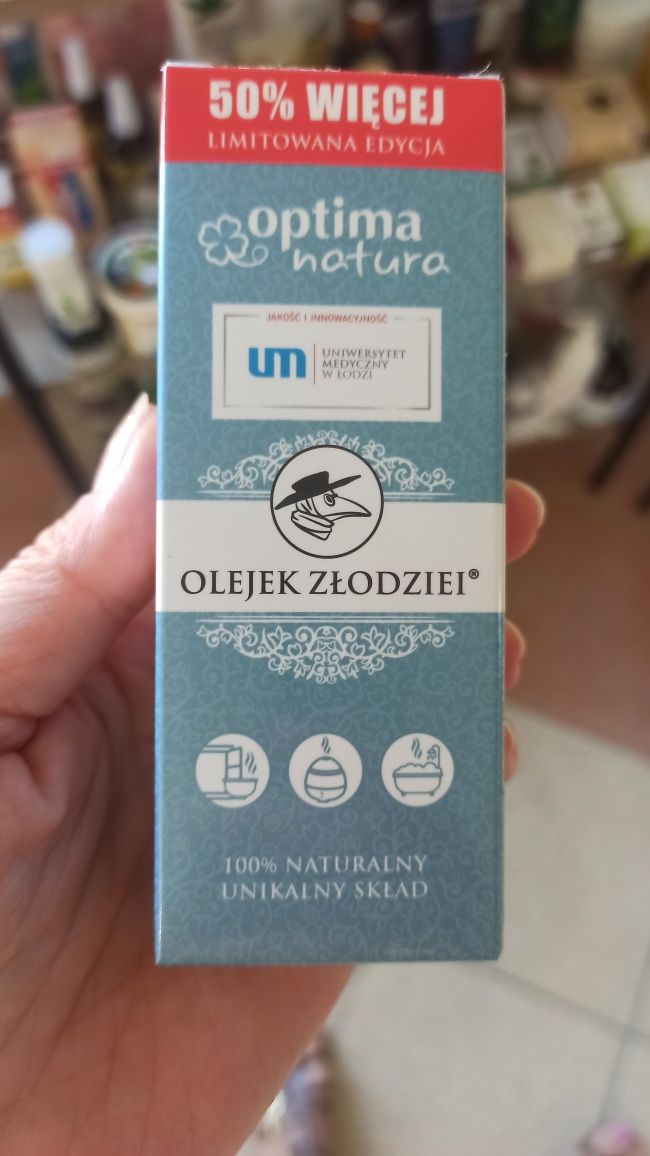 50% WIĘCEJ
LIMITOWANA EDYCJA
optima
natura
JAKOŚĆ I INNOWACYJNOŚĆ
um
UNIWERSYTET
MEDYCZNY
W ŁODZI
OLEJEK ZŁODZIEI®
100% NATURALNY
UNIKALNY SKŁAD